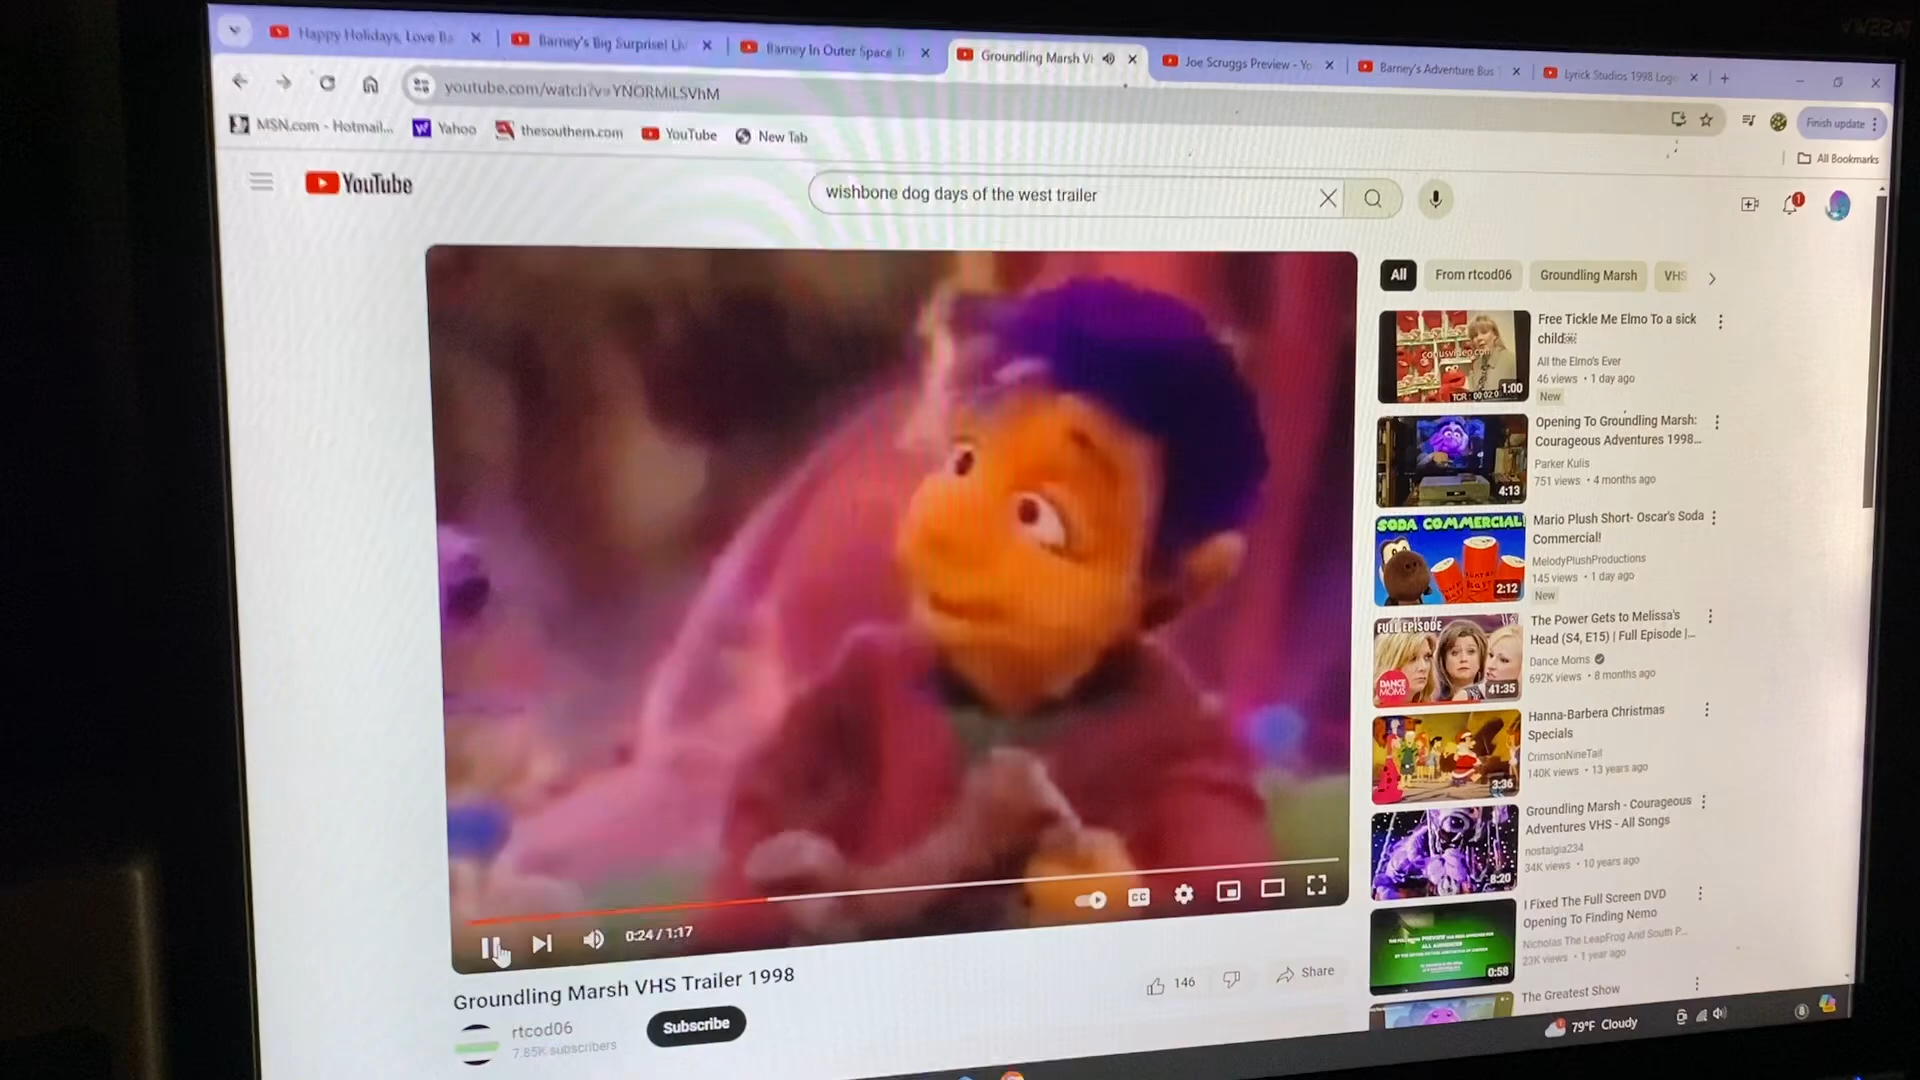 Happy Holidays, Love Ba
Barney's Big Surprise! Liv
Barney In Outer Space Tr
Groundling Marsh V
Joe Scruggs Preview - Yo
Barney's Adventure Bus
Lyrick Studios 1998 Logo
youtube.com/watch?v=YNORMiLSVhM
Finish update
MSN.com - Hotmail...
Yahoo
thesouthern.com
YouTube
New Tab
All Bookmarks
YouTube
wishbone dog days of the west trailer
1
All
From rtcod06
Groundling Marsh
VHS
Free Tickle Me Elmo To a sick
child
All the Elmo's Ever
46 views • 1 day ago
New
1:00
Opening To Groundling Marsh:
Courageous Adventures 1998...
Parker Kulis
751 views • 4 months ago
4:13
SODA COMMERCIAL!
Mario Plush Short- Oscar's Soda
Commercial!
MelodyPlushProductions
145 views • 1 day ago
New
2:12
FULL EPISODE
DANCE
MOMS
41:35
The Power Gets to Melissa's
Head (S4, E15) | Full Episode |...
Dance Moms
692K views • 8 months ago
Hanna-Barbera Christmas
Specials
CrimsonNineTail
140K views • 13 years ago
3:36
Groundling Marsh - Courageous
Adventures VHS - All Songs
nostalgia234
34K views • 10 years ago
8:20
I Fixed The Full Screen DVD
Opening To Finding Nemo
Nicholas The LeapFrog And South P...
23K views • 1 year ago
0:58
The Greatest Show
0:24 / 1:17
CC
Groundling Marsh VHS Trailer 1998
rtcod06
7.85K subscribers
Subscribe
146
Share
79°F Cloudy